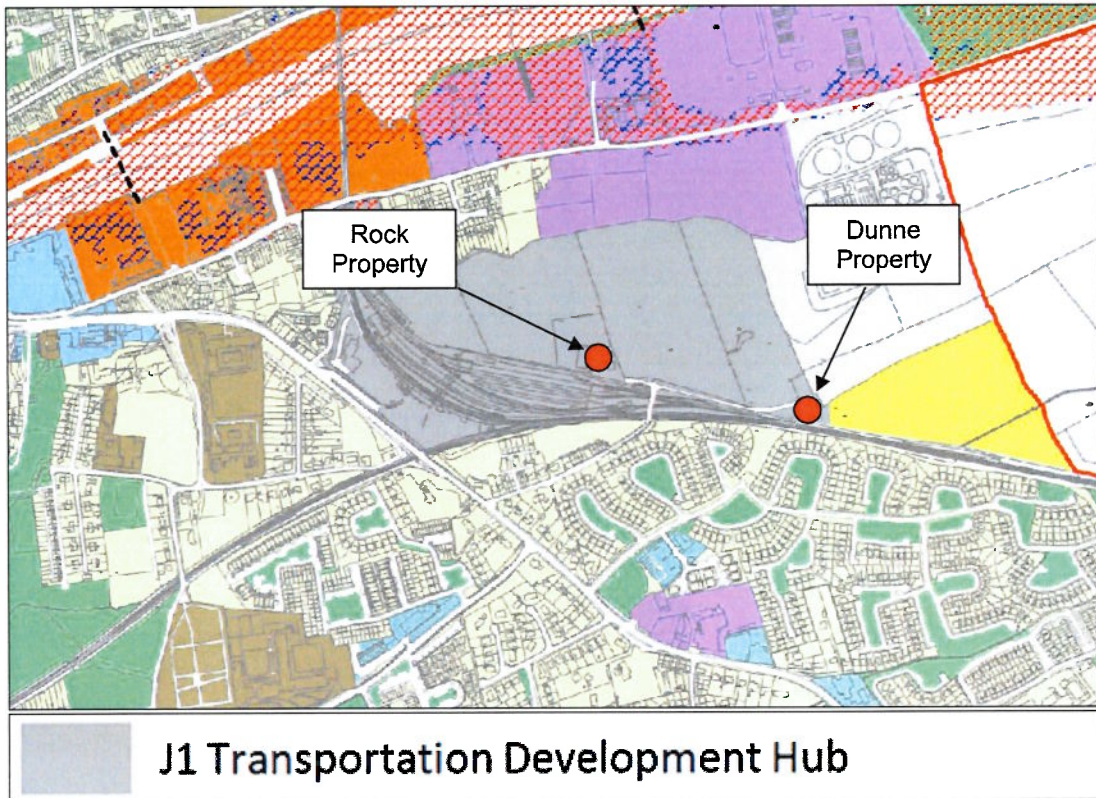 Rock
Property
Dunne
Property
J1 Transportation Development Hub